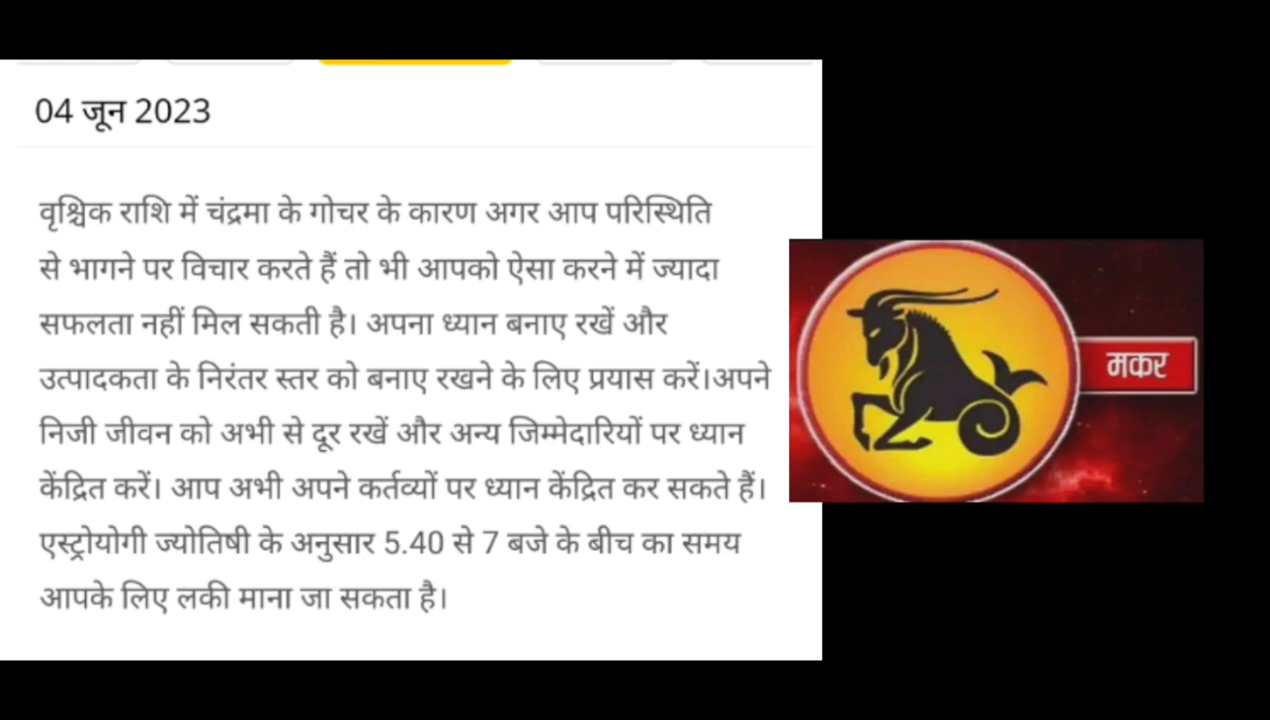 04 जून 2023
वृश्चिक राशि में चंद्रमा के गोचर के कारण अगर आप परिस्थिति
से भागने पर विचार करते हैं तो भी आपको ऐसा करने में ज्यादा
सफलता नहीं मिल सकती है। अपना ध्यान बनाए रखें और
उत्पादकता के निरंतर स्तर को बनाए रखने के लिए प्रयास करें।अपने
निजी जीवन को अभी से दूर रखें और अन्य जिम्मेदारियों पर ध्यान
केंद्रित करें। आप अभी अपने कर्तव्यों पर ध्यान केंद्रित कर सकते हैं।
एस्ट्रोयोगी ज्योतिषी के अनुसार 5.40 से 7 बजे के बीच का समय
आपके लिए लकी माना जा सकता है।
मकर